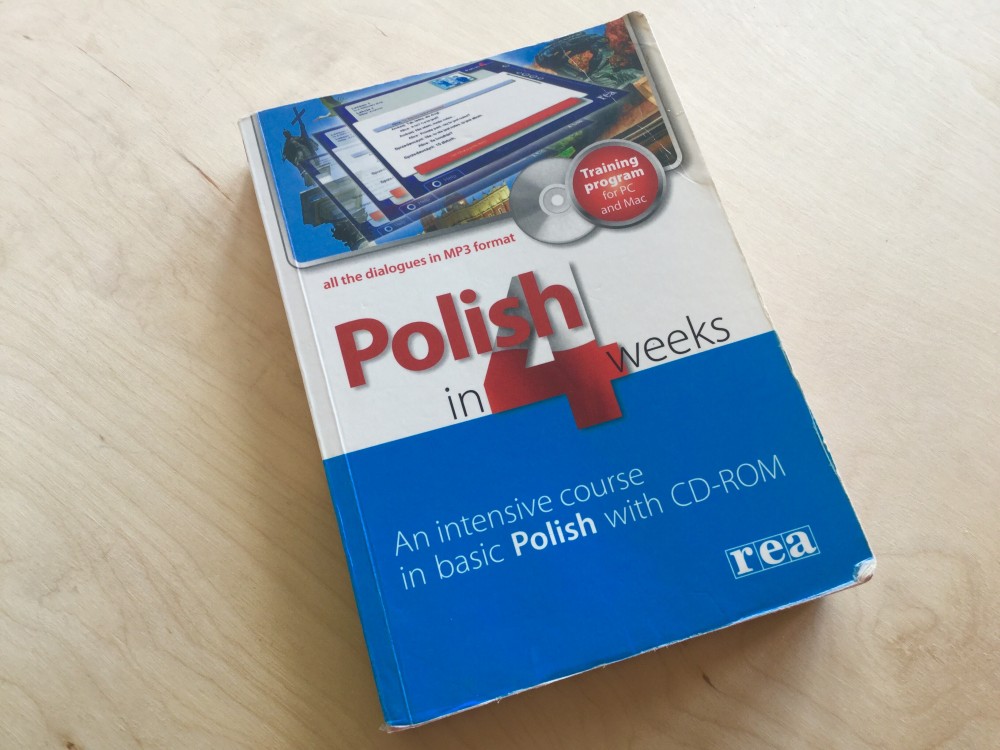 rea
Training
program
for PC
and Mac
all the dialogues in MP3 format
Polish
in 4 weeks
An intensive course
in basic Polish with CD-ROM
rea